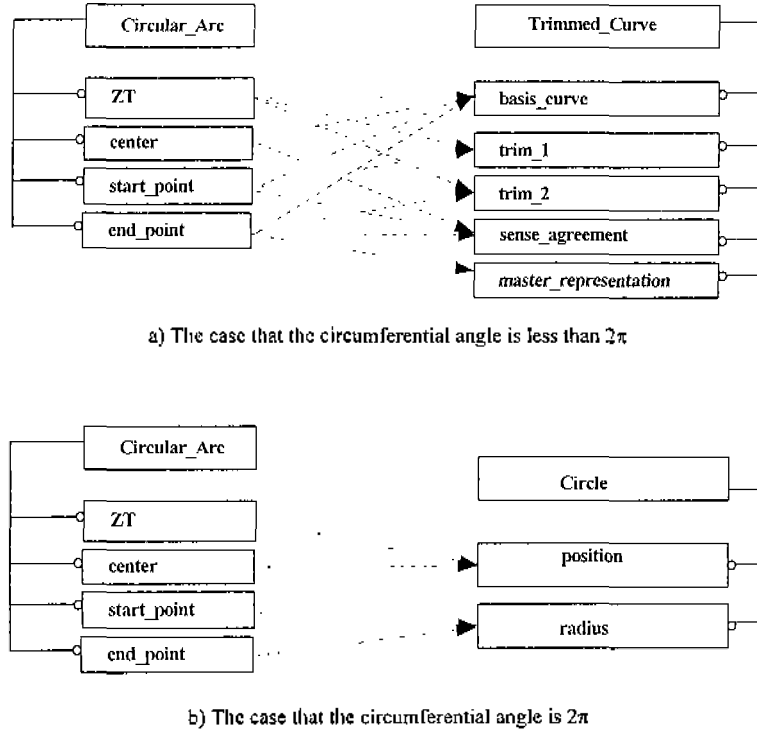 Circular_Arc
Trimmed_Curve
ZT
basis_curve
center
trim_1
start_point
trim_2
end_point
sense_agreement
master_representation
a) The case that the circumferential angle is less than 2π
Circular_Arc
Circle
ZT
position
center
start_point
radius
end_point
b) The case that the circumferential angle is 2π